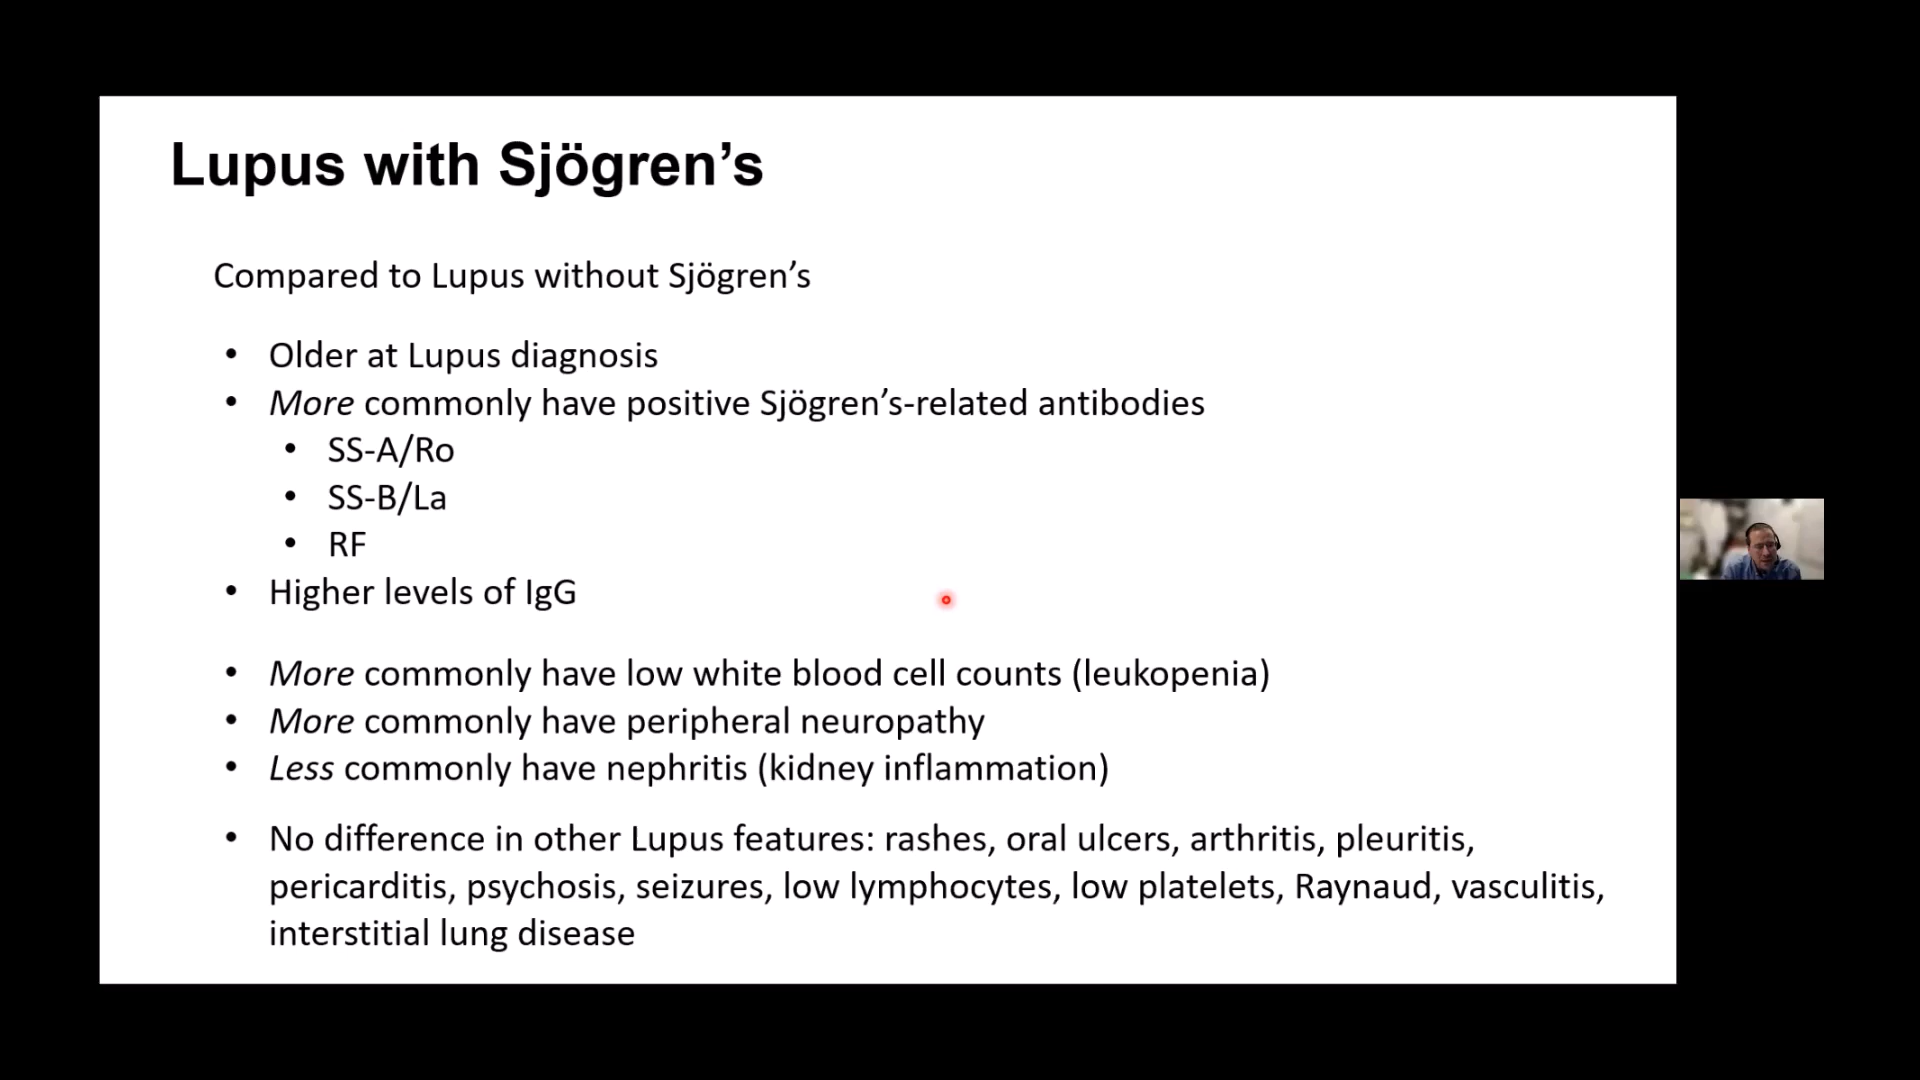 Lupus with Sjögren’s
Compared to Lupus without Sjögren’s
• Older at Lupus diagnosis
• More commonly have positive Sjögren’s-related antibodies
• SS-A/Ro
• SS-B/La
• RF
• Higher levels of IgG
• More commonly have low white blood cell counts (leukopenia)
• More commonly have peripheral neuropathy
• Less commonly have nephritis (kidney inflammation)
• No difference in other Lupus features: rashes, oral ulcers, arthritis, pleuritis,
pericarditis, psychosis, seizures, low lymphocytes, low platelets, Raynaud, vasculitis,
interstitial lung disease